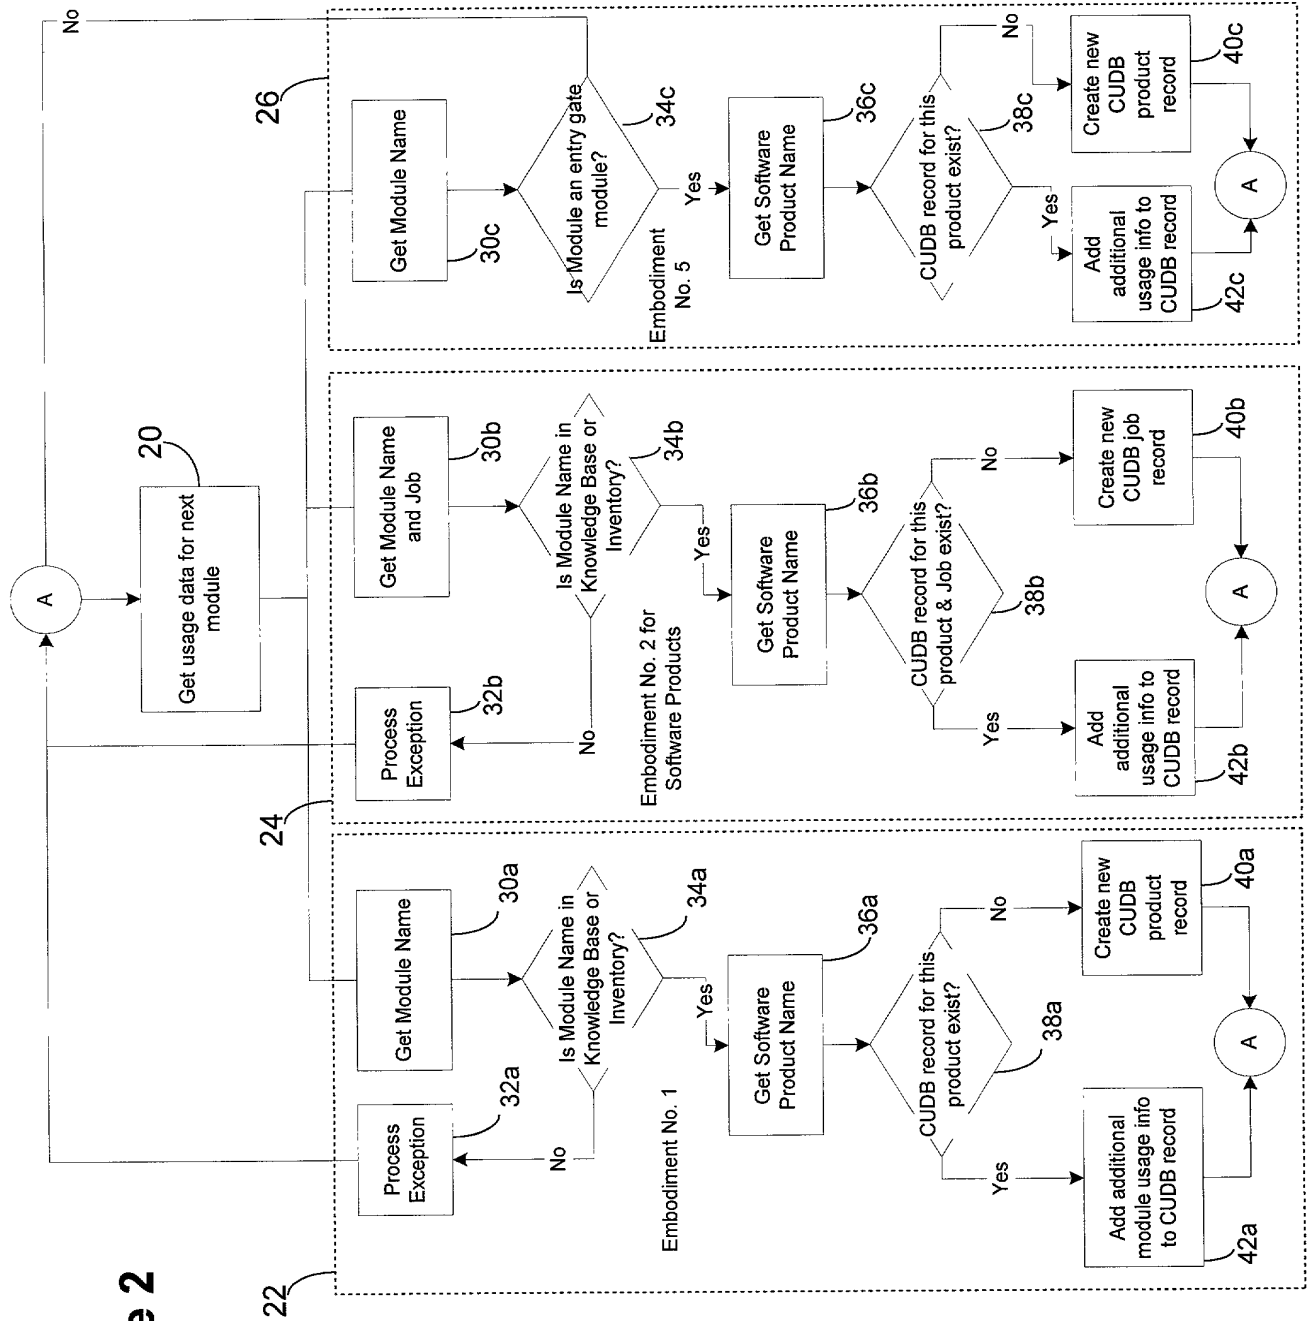 e 2
A
Get usage data for next
module
20
No
22
Process
Exception
32a
Get Module Name
30a
Is Module Name in
Knowledge Base or
Inventory?
34a
No
Yes
Embodiment No. 1
Get Software
Product Name
36a
CUDB record for this
product exist?
38a
Yes
No
Add additional
module usage info
to CUDB record
42a
Create new
CUDB
product
record
40a
A
24
Process
Exception
32b
Get Module Name
and Job
30b
Is Module Name in
Knowledge Base or
Inventory?
34b
No
Yes
Embodiment No. 2 for
Software Products
Get Software
Product Name
36b
CUDB record for this
product & Job exist?
38b
Yes
No
Add
additional
usage info to
CUDB record
42b
Create new
CUDB job
record
40b
A
26
Get Module Name
30c
Is Module an entry gate
module?
34c
Yes
Embodiment
No. 5
Get Software
Product Name
36c
CUDB record for this
product exist?
38c
Yes
No
Add
additional
usage info to
CUDB record
42c
Create new
CUDB
product
record
40c
A